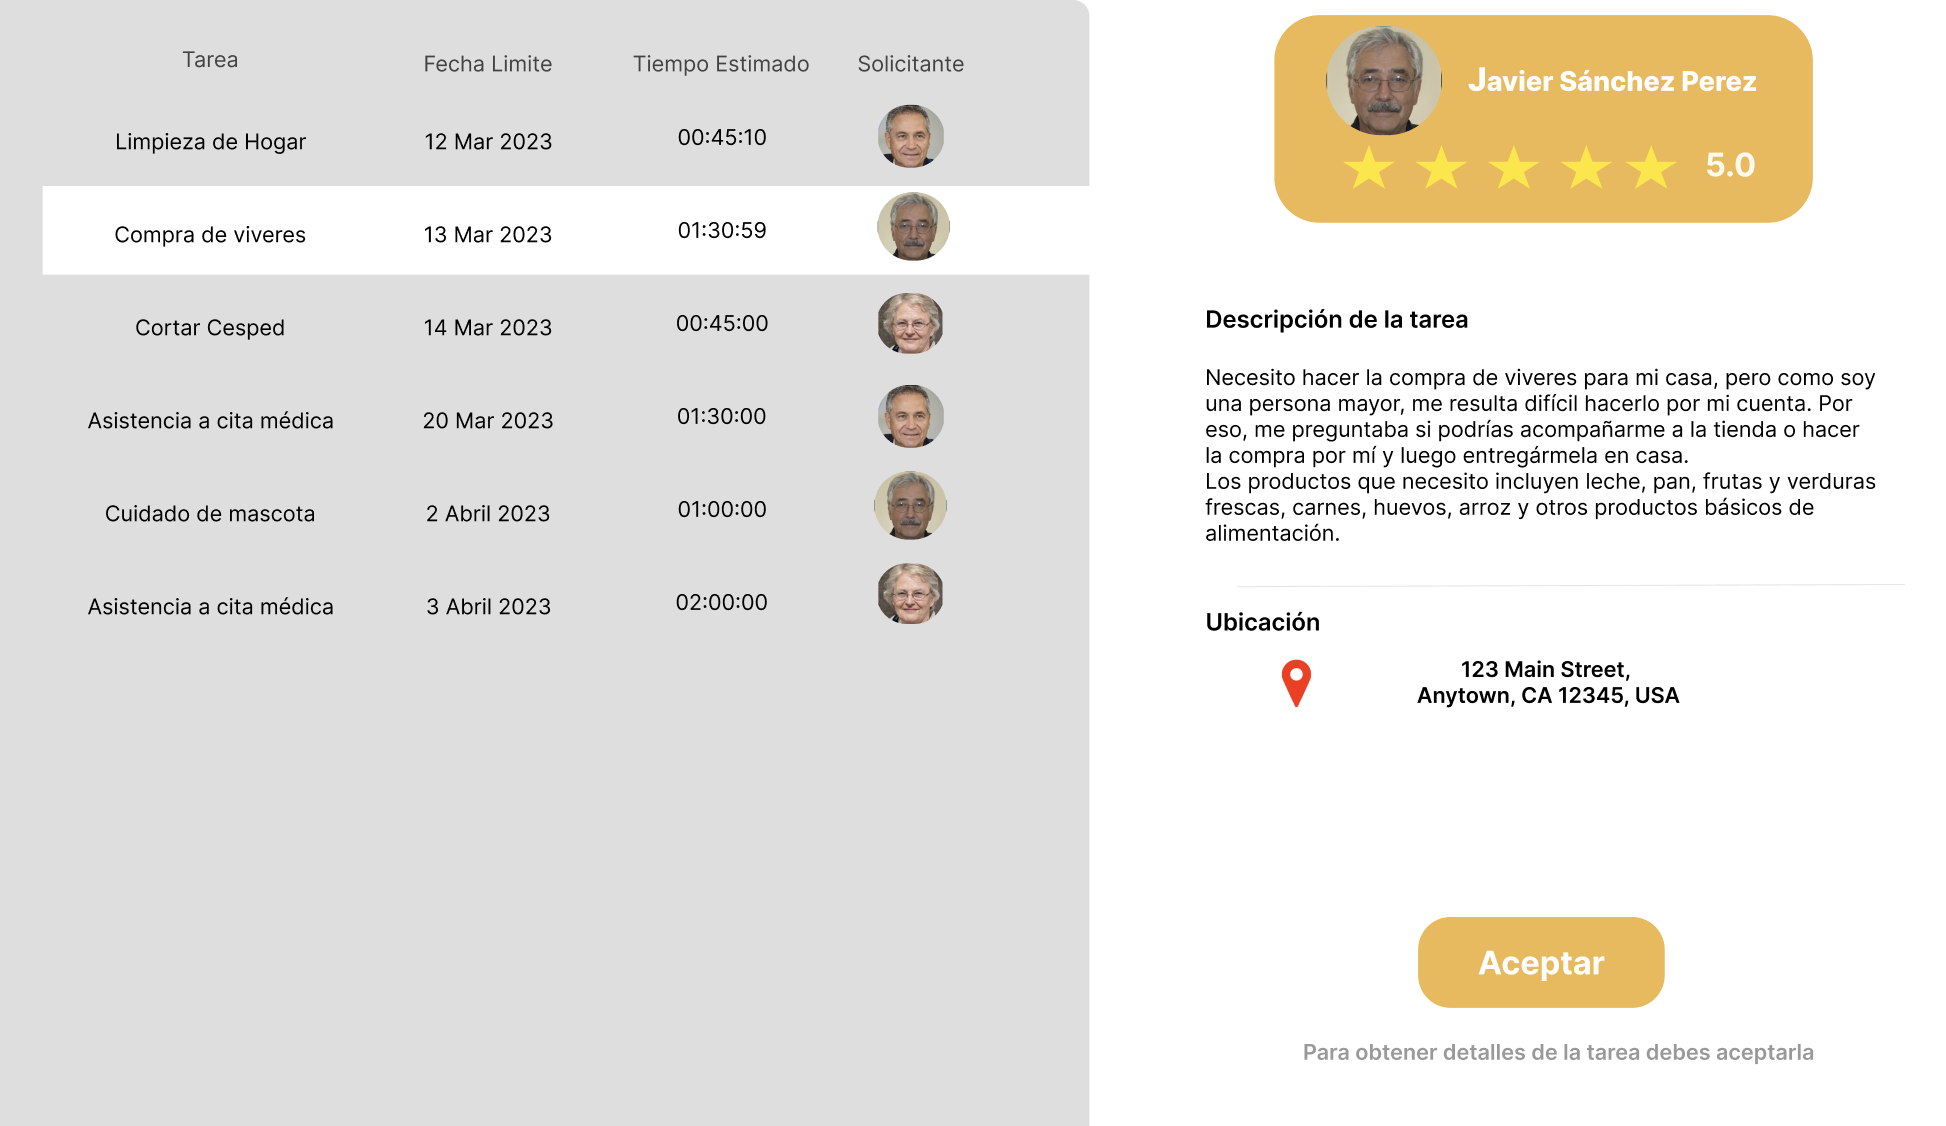 Tarea Fecha Limite Tiempo Estimado Solicitante
Limpieza de Hogar 12 Mar 2023 00:45:10
Compra de viveres 13 Mar 2023 01:30:59
Cortar Cesped 14 Mar 2023 00:45:00
Asistencia a cita médica 20 Mar 2023 01:30:00
Cuidado de mascota 2 Abril 2023 01:00:00
Asistencia a cita médica 3 Abril 2023 02:00:00
Javier Sánchez Perez
5.0
Descripción de la tarea
Necesito hacer la compra de viveres para mi casa, pero como soy
una persona mayor, me resulta difícil hacerlo por mi cuenta. Por
eso, me preguntaba si podrías acompañarme a la tienda o hacer
la compra por mí y luego entregármela en casa.
Los productos que necesito incluyen leche, pan, frutas y verduras
frescas, carnes, huevos, arroz y otros productos básicos de
alimentación.
Ubicación
123 Main Street,
Anytown, CA 12345, USA
Aceptar
Para obtener detalles de la tarea debes aceptarla